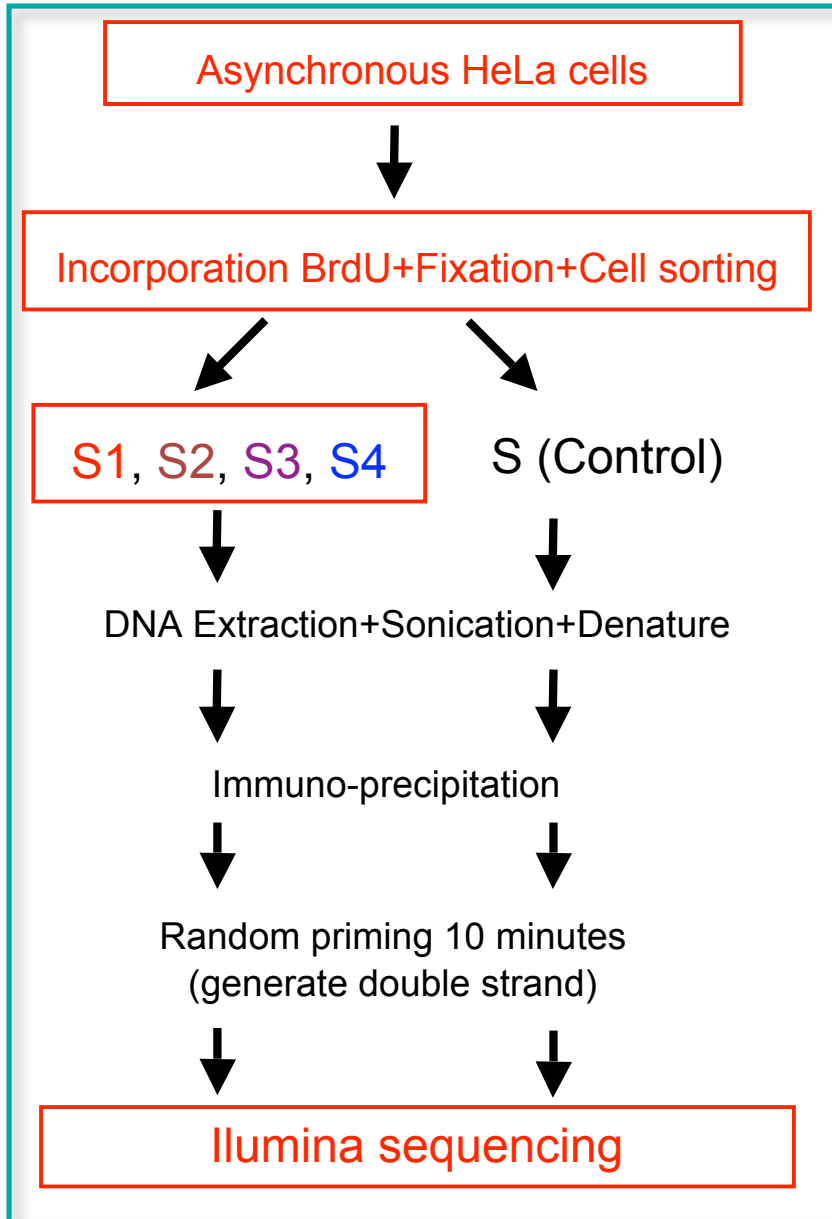 Asynchronous HeLa cells
Incorporation BrdU+Fixation+Cell sorting
S1, S2, S3, S4
S (Control)
DNA Extraction+Sonication+Denature
Immuno-precipitation
Random priming 10 minutes
(generate double strand)
Ilumina sequencing